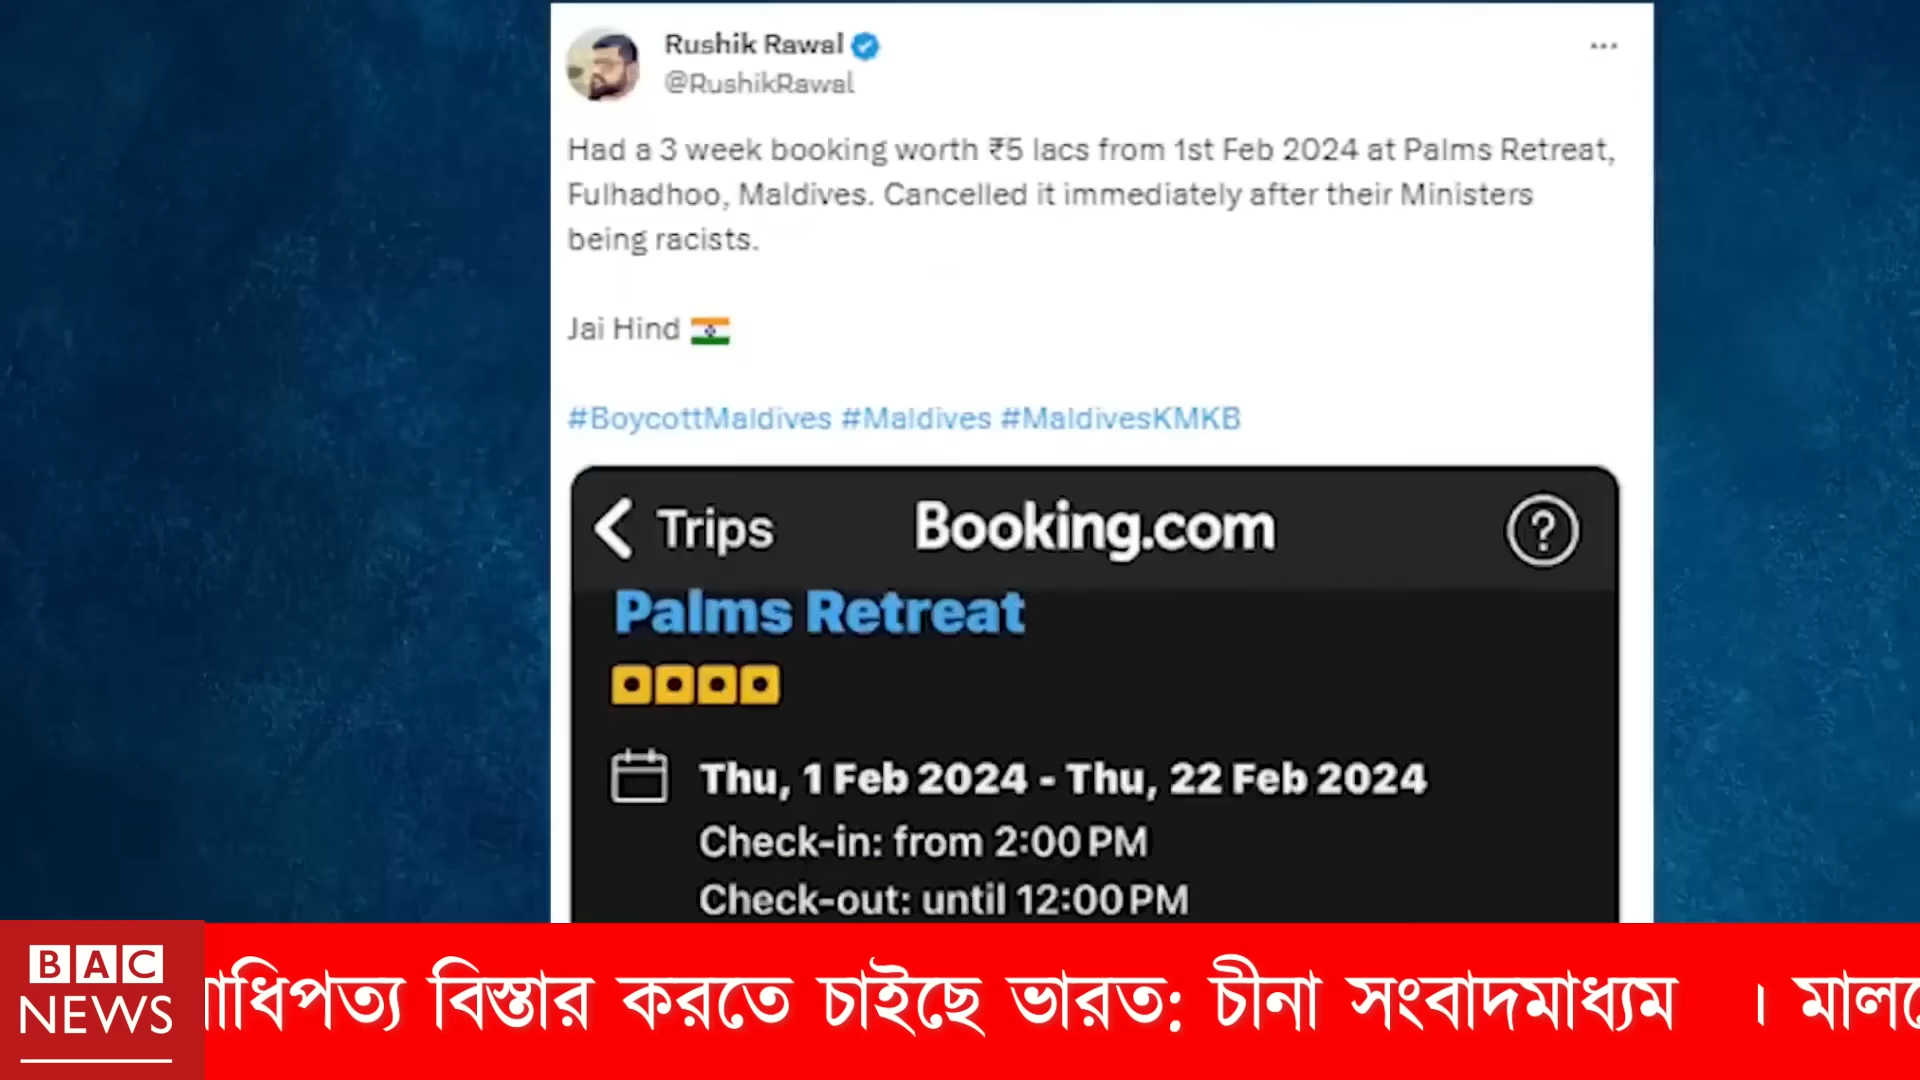 Rushik Rawal
@RushikRawal
Had a 3 week booking worth ₹5 lacs from 1st Feb 2024 at Palms Retreat,
Fulhadhoo, Maldives. Cancelled it immediately after their Ministers
being racists.
Jai Hind 🇮🇳
#BoycottMaldives #Maldives #MaldivesKMKB
Trips
Booking.com
?
Palms Retreat
Thu, 1 Feb 2024 - Thu, 22 Feb 2024
Check-in: from 2:00 PM
Check-out: until 12:00 PM
BAC
NEWS
বিস্তার করতে চাইছে ভারত: চীনা সংবাদমাধ্যম ।